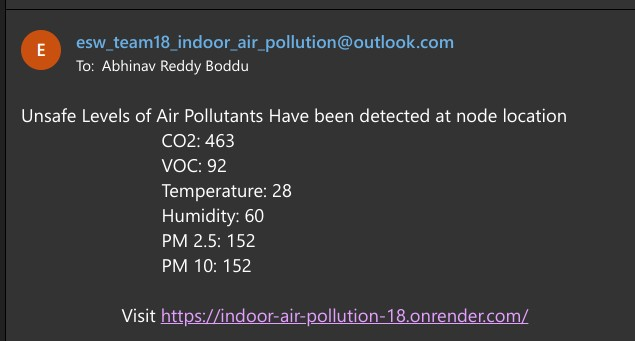 E
esw_team18_indoor_air_pollution@outlook.com
To: Abhinav Reddy Boddu
Unsafe Levels of Air Pollutants Have been detected at node location
CO2: 463
VOC: 92
Temperature: 28
Humidity: 60
PM 2.5: 152
PM 10: 152
Visit https://indoor-air-pollution-18.onrender.com/